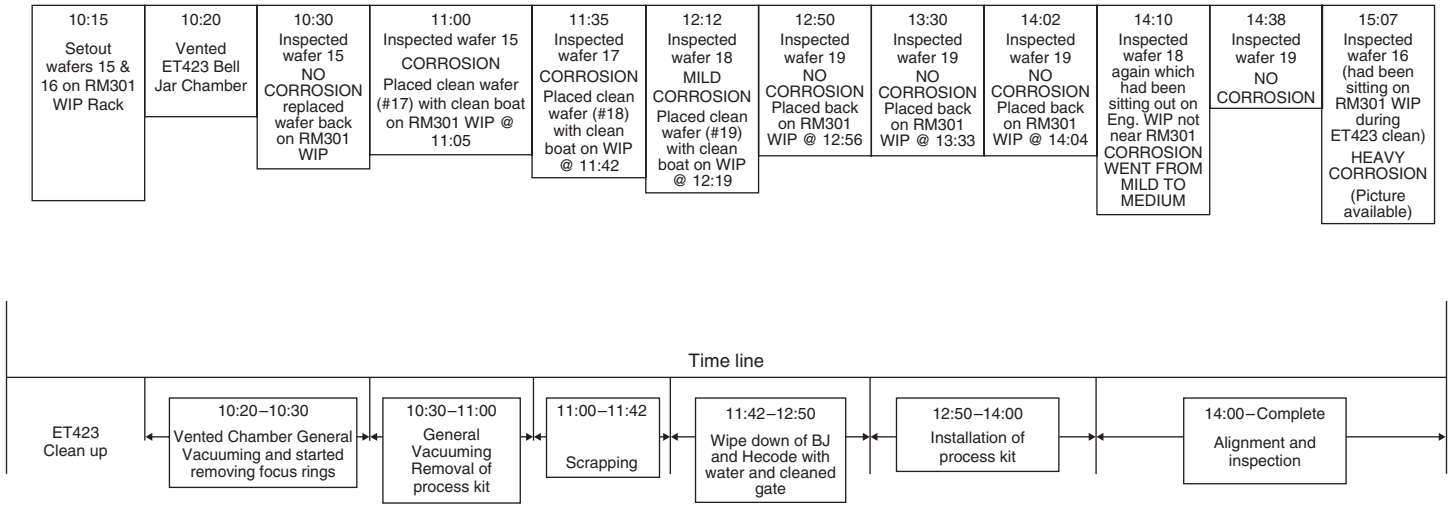 10:15
Setout
wafers 15 &
16 on RM301
WIP Rack
10:20
Vented
ET423 Bell
Jar Chamber
10:30
Inspected
wafer 15
NO
CORROSION
replaced
wafer back
on RM301
WIP
11:00
Inspected wafer 15
CORROSION
Placed clean wafer
(#17) with clean boat
on RM301 WIP @
11:05
11:35
Inspected
wafer 17
CORROSION
Placed clean
wafer (#18)
with clean
boat on WIP
@ 11:42
12:12
Inspected
wafer 18
MILD
CORROSION
Placed clean
wafer (#19)
with clean
boat on WIP
@ 12:19
12:50
Inspected
wafer 19
NO
CORROSION
Placed back
on RM301
WIP @ 12:56
13:30
Inspected
wafer 19
NO
CORROSION
Placed back
on RM301
WIP @ 13:33
14:02
Inspected
wafer 19
NO
CORROSION
Placed back
on RM301
WIP @ 14:04
14:10
Inspected
wafer 18
again which
had been
sitting out on
Eng. WIP not
near RM301
CORROSION
WENT FROM
MILD TO
MEDIUM
14:38
Inspected
wafer 19
NO
CORROSION
15:07
Inspected
wafer 16
(had been
sitting on
RM301 WIP
during
ET423 clean)
HEAVY
CORROSION
(Picture
available)
Time line
ET423
Clean up
10:20–10:30
Vented Chamber General
Vacuuming and started
removing focus rings
10:30–11:00
General
Vacuuming
Removal of
process kit
11:00–11:42
Scrapping
11:42–12:50
Wipe down of BJ
and Hecode with
water and cleaned
gate
12:50–14:00
Installation of
process kit
14:00–Complete
Alignment and
inspection